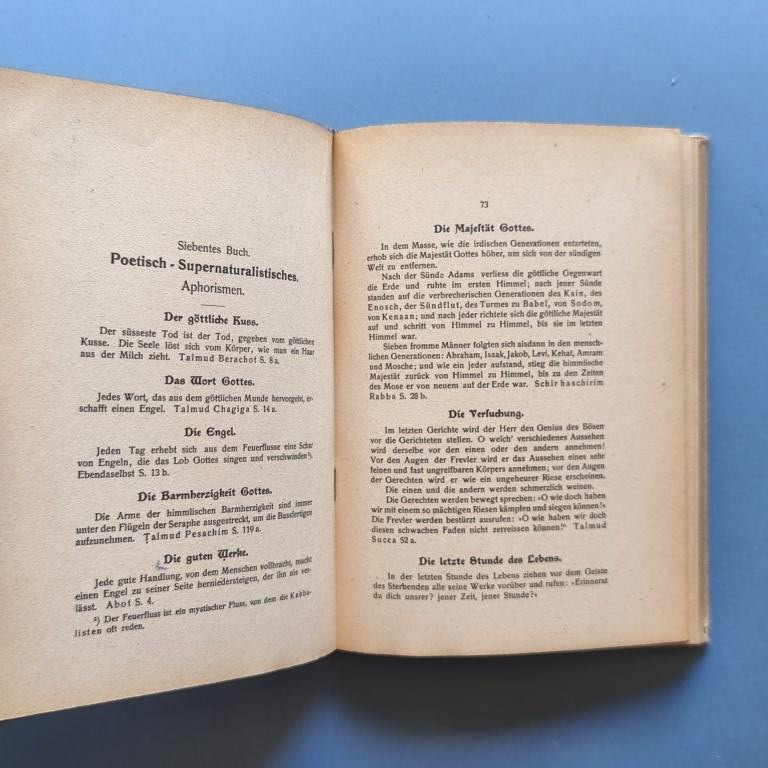 Siebentes Buch.
Poetisch - Supernaturalistisches.
Aphorismen.
Der göttliche Kuss.
Der süsseste Tod ist der Tod, gegeben vom göttlichen
Kusse. Die Seele löst sich vom Körper, wie man ein Haar
aus der Milch zieht. Talmud Berachot S. 8a.
Das Wort Gottes.
Jedes Wort, das aus dem göttlichen Munde hervorgeht, er-
schafft einen Engel. Talmud Chagiga S. 14a.
Die Engel.
Jeden Tag erhebt sich aus dem Feuerflusse eine Schar
von Engeln, die das Lob Gottes singen und verschwinden¹).
Ebendaselbst S. 13b.
Die Barmherzigkeit Gottes.
Die Arme der himmlischen Barmherzigkeit sind immer
unter den Flügeln der Seraphe ausgestreckt, um die Bussfertigen
aufzunehmen. Talmud Pesachim S. 119a.
Die guten Werke.
Jede gute Handlung, von dem Menschen vollbracht, macht
einen Engel zu seiner Seite herniedersteigen, der ihn nie ver-
lässt. Abot S. 4.
¹) Der Feuerfluss ist ein mystischer Fluss, von dem die Kabba-
listen oft reden.
73
Die Majestät Gottes.
In dem Masse, wie die irdischen Generationen entarteten,
erhob sich die Majestät Gottes höher, um sich von der sündigen
Welt zu entfernen.
Nach der Sünde Adams verliess die göttliche Gegenwart
die Erde und ruhte im ersten Himmel; nach jener Sünde
standen auf die verbrecherischen Generationen des Kain, des
Enosch, der Sündflut, des Turmes zu Babel, von Sodom,
von Kenaan; und nach jeder richtete sich die göttliche Majestät
auf und schritt von Himmel zu Himmel, bis sie im letzten
Himmel war.
Sieben fromme Männer folgten sich alsdann in den mensch-
lichen Generationen: Abraham, Isaak, Jakob, Levi, Kehat, Amram
und Mosche; und wie ein jeder aufstand, stieg die himmlische
Majestät zurück von Himmel zu Himmel, bis zu den Zeiten
des Mose er von neuem auf der Erde war. Schir haschirim
Rabba S. 28b.
Die Versuchung.
Im letzten Gerichte wird der Herr den Genius des Bösen
vor die Gerichteten stellen. O welch' verschiedenes Aussehen
wird derselbe vor den einen oder den andern annehmen!
Vor den Augen der Frevler wird er das Aussehen eines sehr
feinen und fast ungreifbaren Körpers annehmen; vor den Augen
der Gerechten wird er wie ein ungeheurer Riese erscheinen.
Die einen und die andern werden schmerzlich weinen.
Die Gerechten werden bewegt sprechen: »O wie doch haben
wir mit einem so mächtigen Riesen kämpfen und siegen können!«
Die Frevler werden bestürzt ausrufen: »O wie haben wir doch
diesen schwachen Faden nicht zerreissen können!" Talmud
Succa 52a.
Die letzte Stunde des Lebens.
In der letzten Stunde des Lebens ziehen vor dem Geiste
des Sterbenden alle seine Werke vorüber und rufen: »Erinnerst
du dich unsrer? jener Zeit, jener Stunde?«